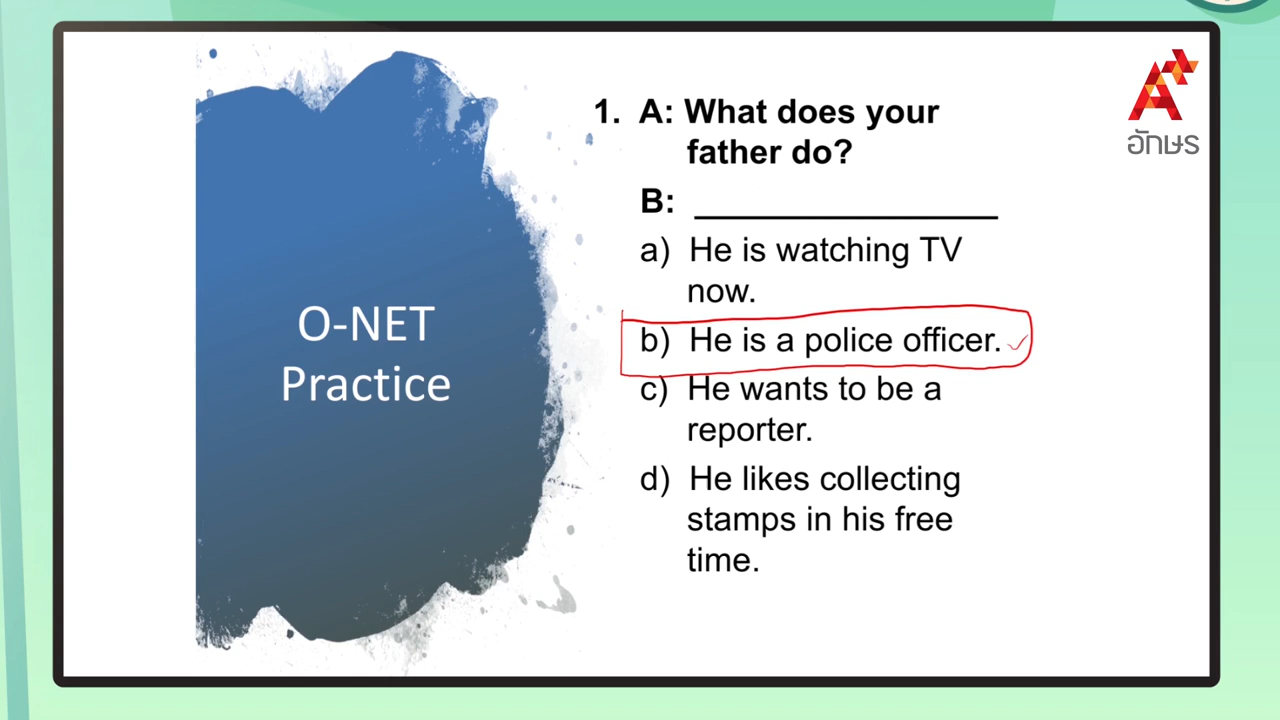 อักษร
O-NET
Practice
1. A: What does your
father do?
B: ________________
a) He is watching TV
now.
b) He is a police officer.
c) He wants to be a
reporter.
d) He likes collecting
stamps in his free
time.